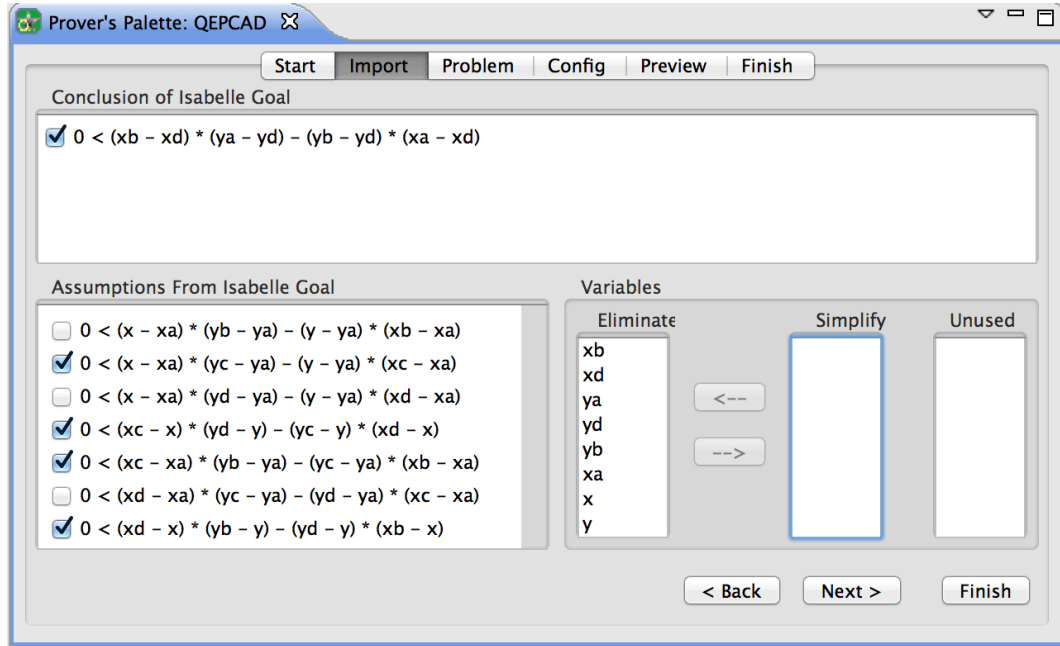 Prover's Palette: QEPCAD
Start Import Problem Config Preview Finish
Conclusion of Isabelle Goal
0 < (xb – xd) * (ya – yd) – (yb – yd) * (xa – xd)
Assumptions From Isabelle Goal
0 < (x – xa) * (yb – ya) – (y – ya) * (xb – xa)
0 < (x – xa) * (yc – ya) – (y – ya) * (xc – xa)
0 < (x – xa) * (yd – ya) – (y – ya) * (xd – xa)
0 < (xc – x) * (yd – y) – (yc – y) * (xd – x)
0 < (xc – xa) * (yb – ya) – (yc – ya) * (xb – xa)
0 < (xd – xa) * (yc – ya) – (yd – ya) * (xc – xa)
0 < (xd – x) * (yb – y) – (yd – y) * (xb – x)
Variables
Eliminate Simplify Unused
xb
xd
ya
yd
yb
xa
x
y
<--
-->
< Back Next > Finish